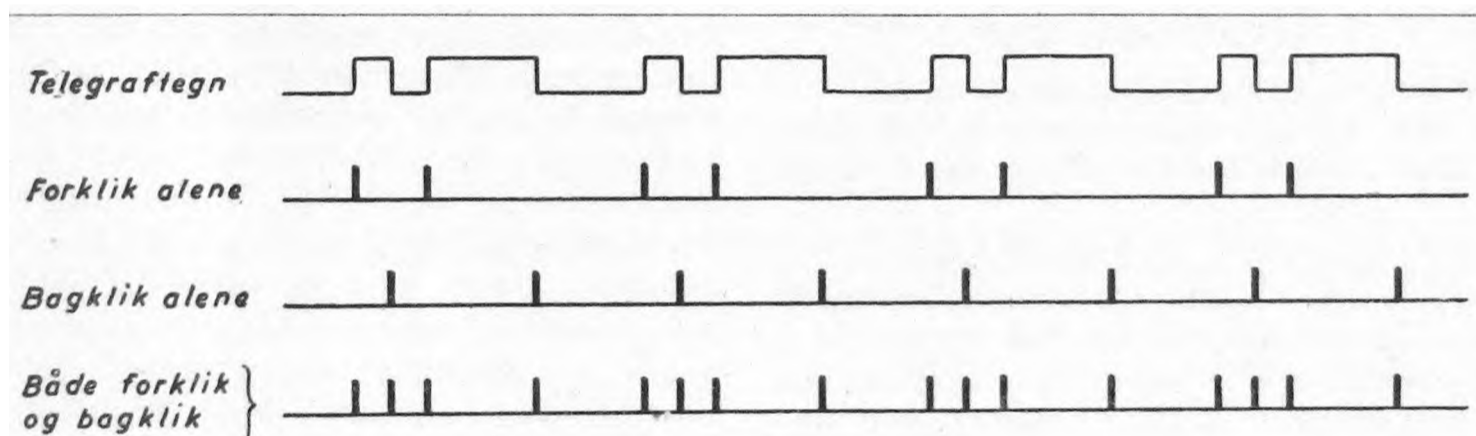 Telegraftegn
Forklik alene
Bagklik alene
Både forklik
og bagklik